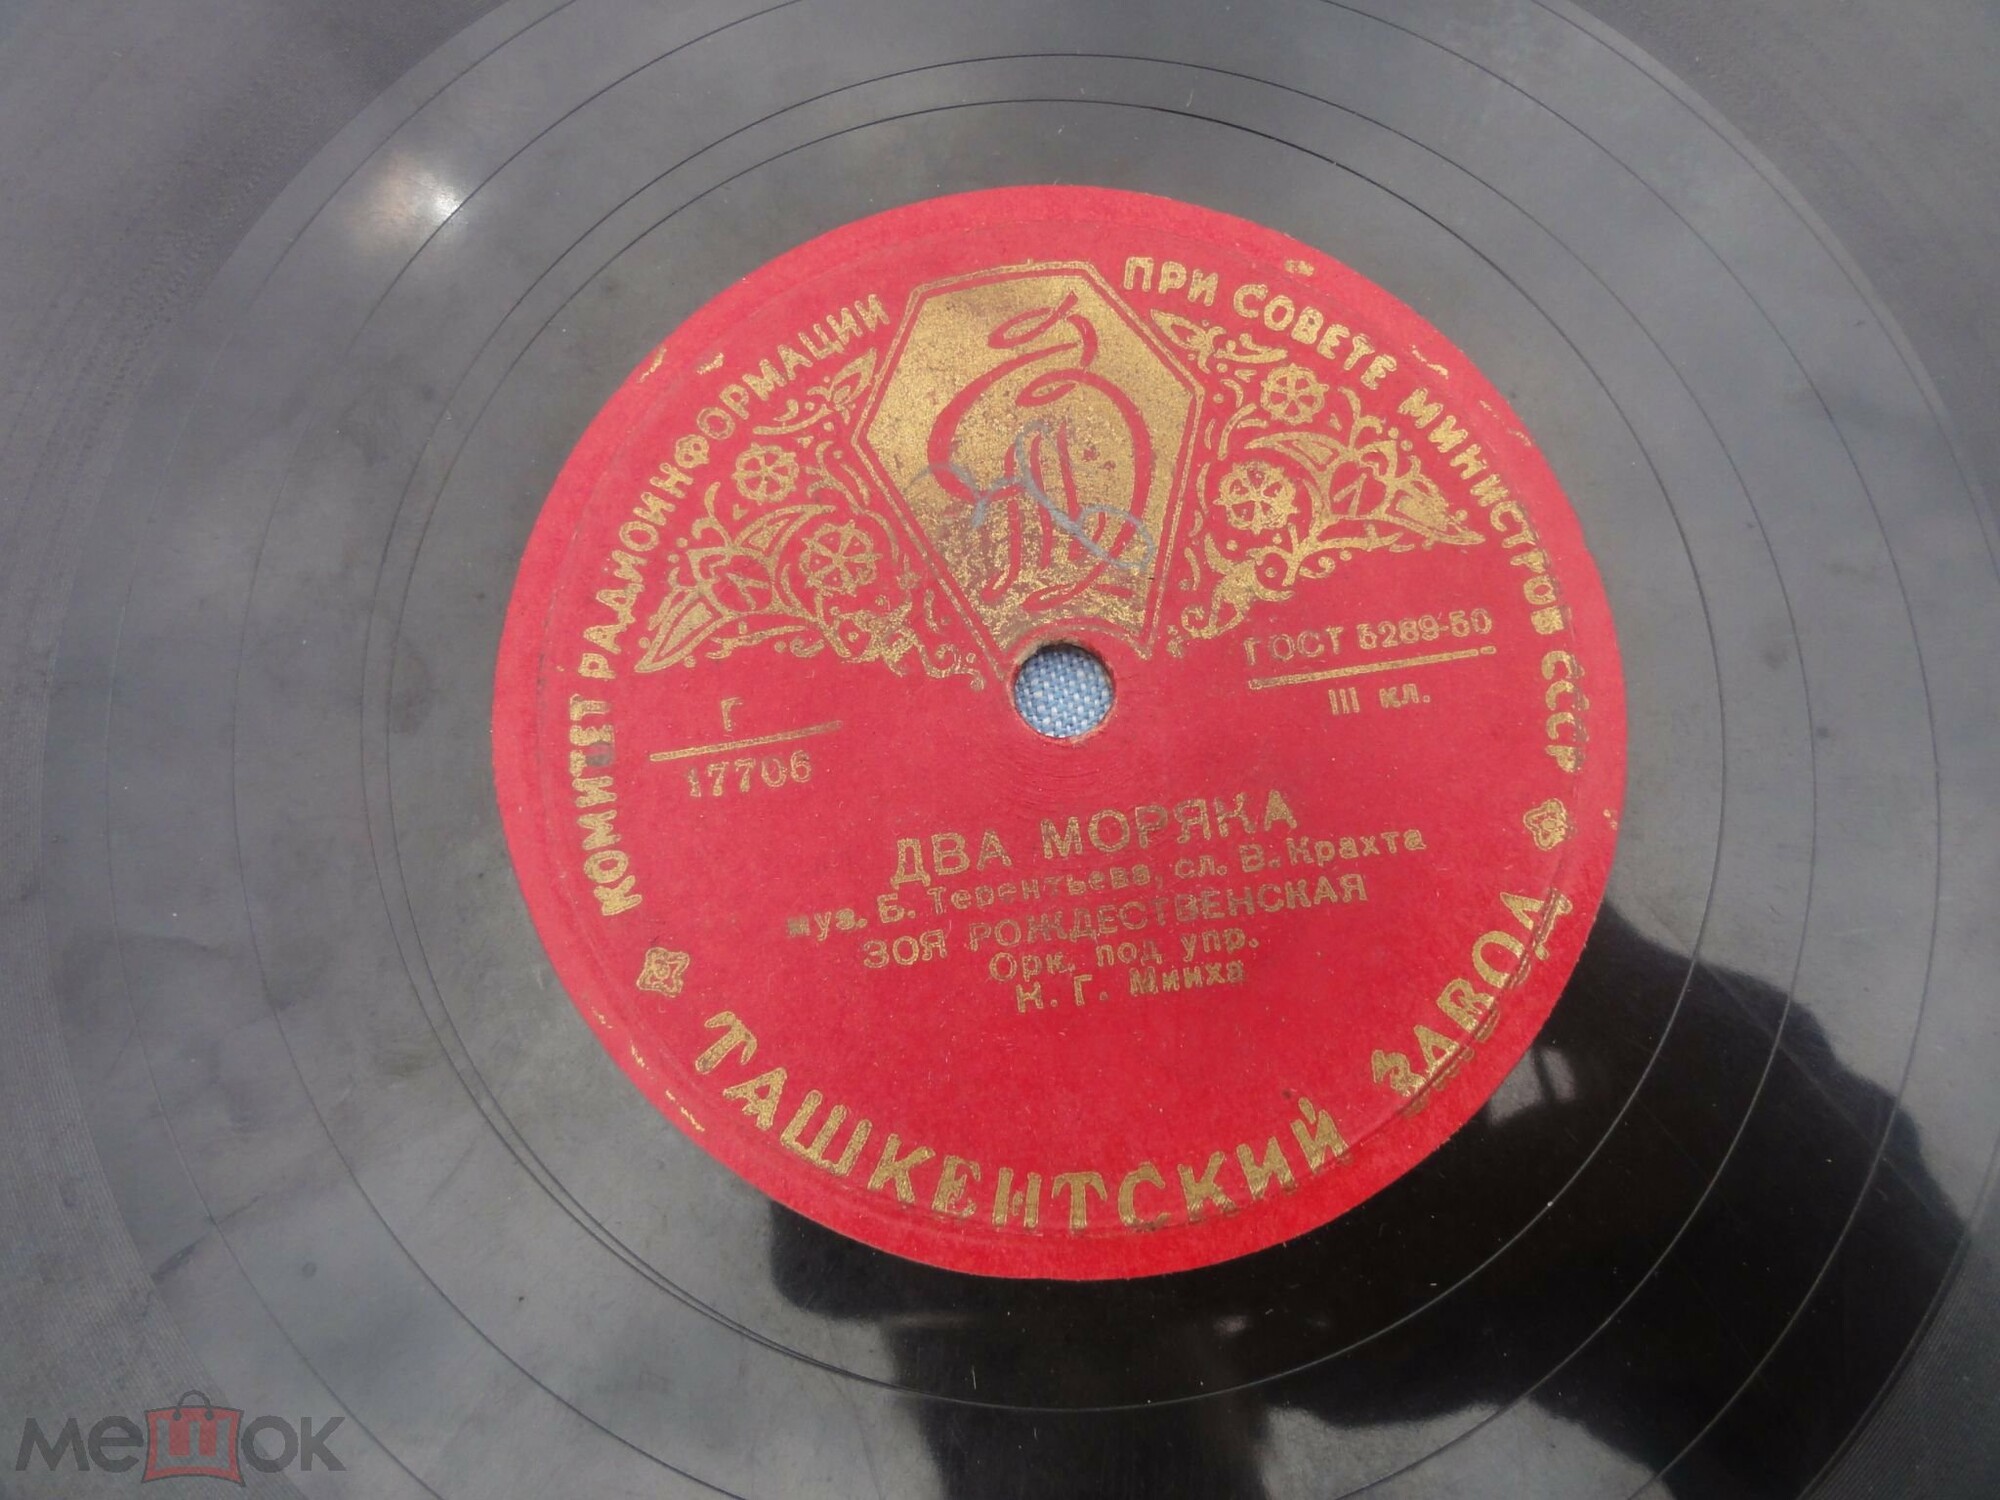 КОМИТЕТ РАДИОИНФОРМАЦИИ ПРИ СОВЕТЕ МИНИСТРОВ СССР
ГОСТ 5289-50
III кл.
Г
17706
ДВА МОРЯКА
муз. Б. Терентьева, сл. В. Крахта
ЗОЯ РОЖДЕСТВЕНСКАЯ
Орк. под упр.
К. Г. Мииха
ТАШКЕНТСКИЙ ЗАВОД
мешок